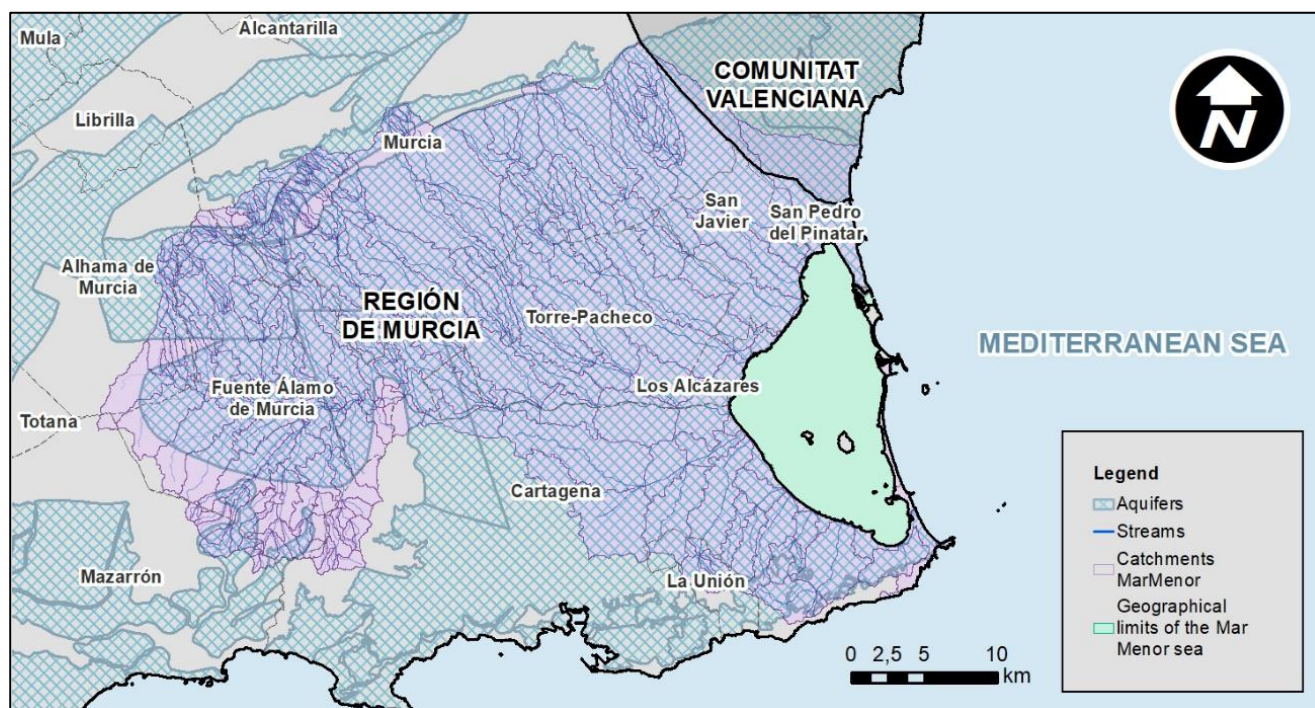 Mula
Alcantarilla
COMUNITAT
VALENCIANA
N
Librilla
Murcia
San
Javier
San Pedro
del Pinatar
Alhama de
Murcia
REGIÓN
DE MURCIA
Torre-Pacheco
MEDITERRANEAN SEA
Fuente Álamo
de Murcia
Los Alcázares
Totana
Cartagena
Mazarrón
La Unión
Legend
Aquifers
Streams
Catchments
MarMenor
Geographical
limits of the Mar
Menor sea
0 2,5 5 10
km